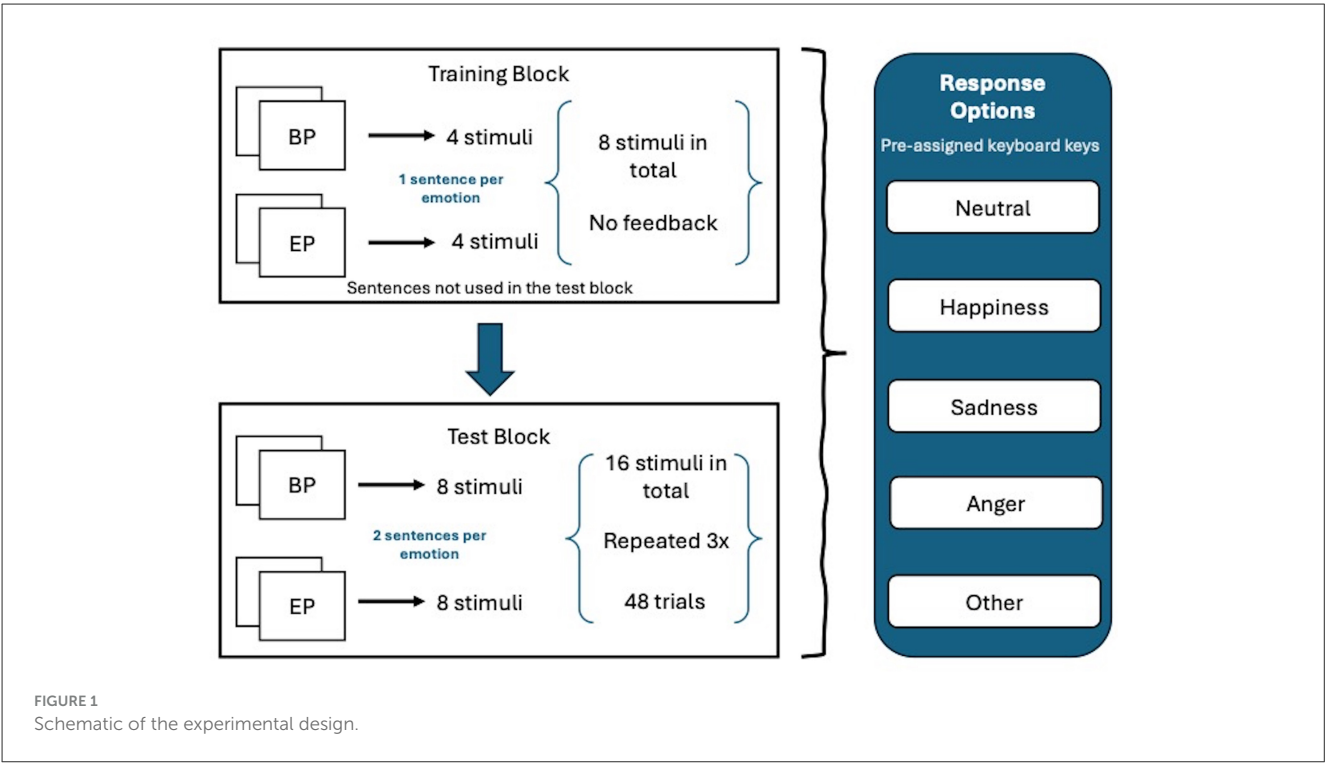 Training Block
BP
4 stimuli
1 sentence per
emotion
EP
4 stimuli
8 stimuli in
total
No feedback
Sentences not used in the test block
Test Block
BP
8 stimuli
2 sentences per
emotion
EP
8 stimuli
16 stimuli in
total
Repeated 3x
48 trials
Response
Options
Pre-assigned keyboard keys
Neutral
Happiness
Sadness
Anger
Other
FIGURE 1
Schematic of the experimental design.